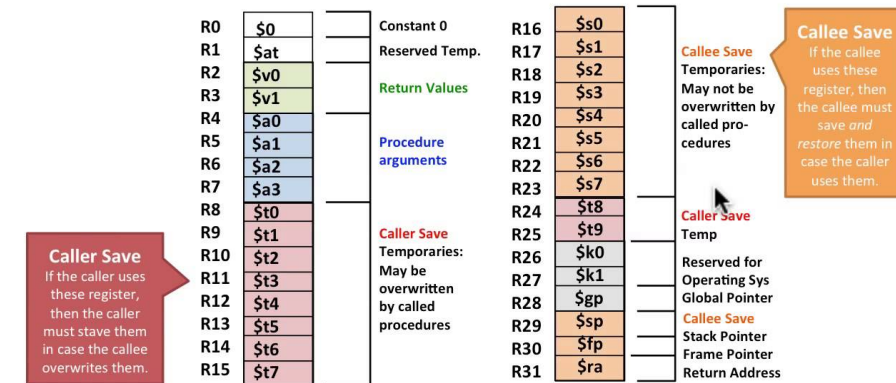 R0 $0 Constant 0
R1 $at Reserved Temp.
R2 $v0
R3 $v1
Return Values
R4 $a0
R5 $a1
R6 $a2
R7 $a3
Procedure
arguments
R8 $t0
R9 $t1
R10 $t2
R11 $t3
R12 $t4
R13 $t5
R14 $t6
R15 $t7
Caller Save
Temporaries:
May be
overwritten
by called
procedures
Caller Save
If the caller uses
these register,
then the caller
must stave them
in case the callee
overwrites them.
R16 $s0
R17 $s1
R18 $s2
R19 $s3
R20 $s4
R21 $s5
R22 $s6
R23 $s7
Callee Save
Temporaries:
May not be
overwritten by
called pro-
cedures
R24 $t8
R25 $t9
Caller Save
Temp
R26 $k0
R27 $k1
Reserved for
Operating Sys
R28 $gp Global Pointer
Callee Save
R29 $sp Stack Pointer
R30 $fp Frame Pointer
R31 $ra Return Address
Callee Save
If the callee
uses these
register, then
the callee must
save and
restore them in
case the caller
uses them.